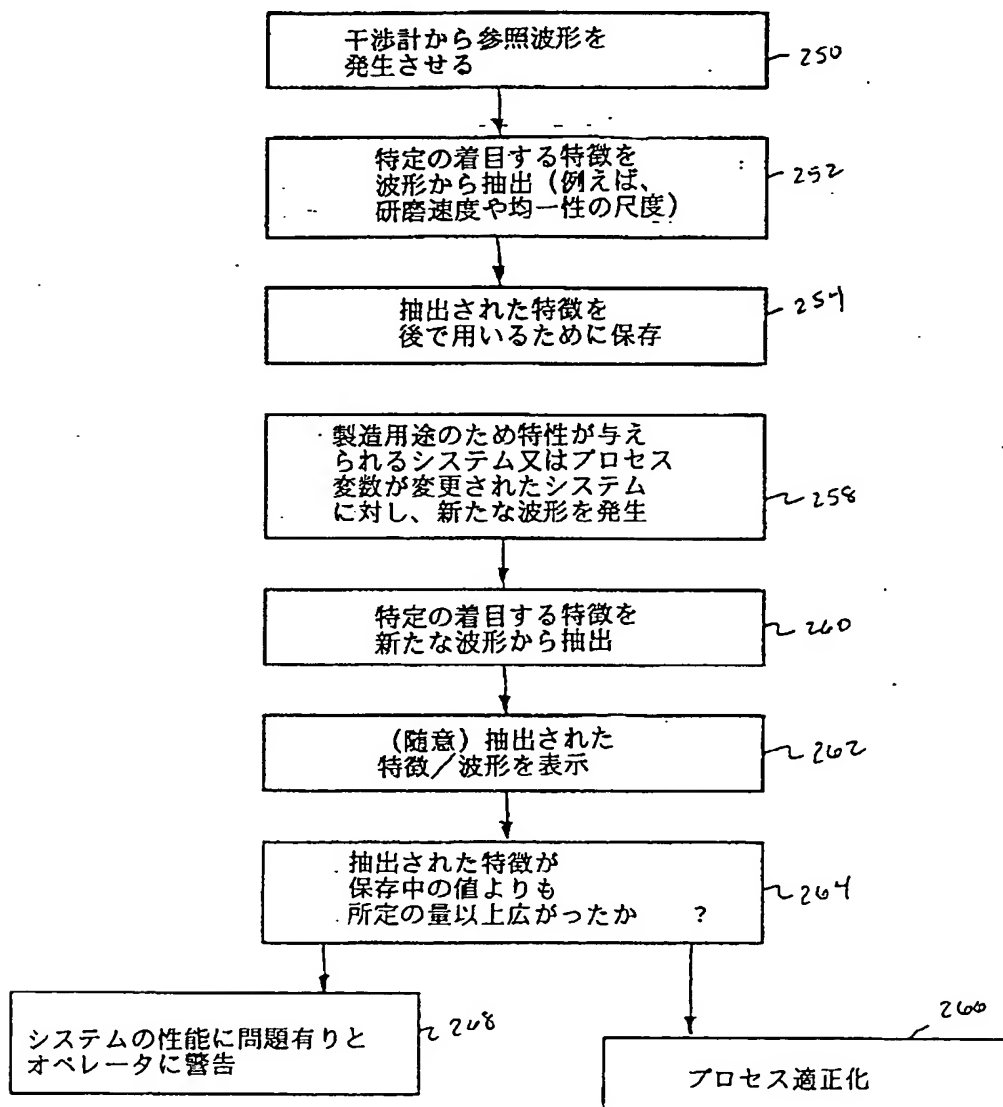 干渉計から参照波形を
発生させる
250
特定の着目する特徴を
波形から抽出（例えば、
研磨速度や均一性の尺度）
252
抽出された特徴を
後で用いるために保存
254
製造用途のため特性が与え
られるシステム又はプロセス
変数が変更されたシステム
に対し、新たな波形を発生
258
特定の着目する特徴を
新たな波形から抽出
260
（随意）抽出された
特徴／波形を表示
262
抽出された特徴が
保存中の値よりも
所定の量以上広がったか　？
264
システムの性能に問題有りと
オペレータに警告
268
プロセス適正化
266